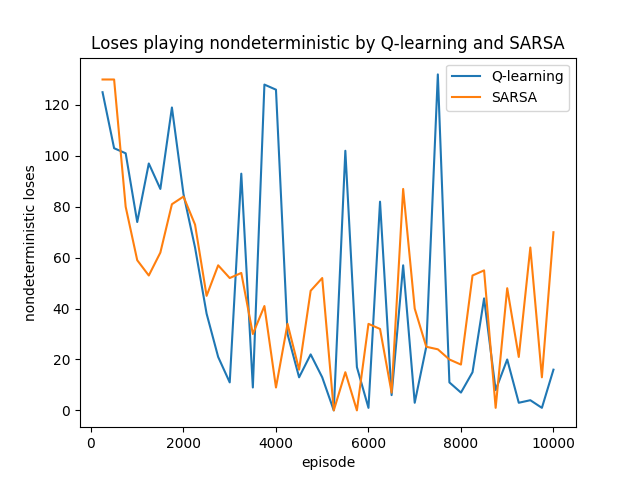 Loses playing nondeterministic by Q-learning and SARSA
Q-learning
SARSA
nondeterministic loses
120
100
80
60
40
20
0
0
2000
4000
6000
8000
10000
episode